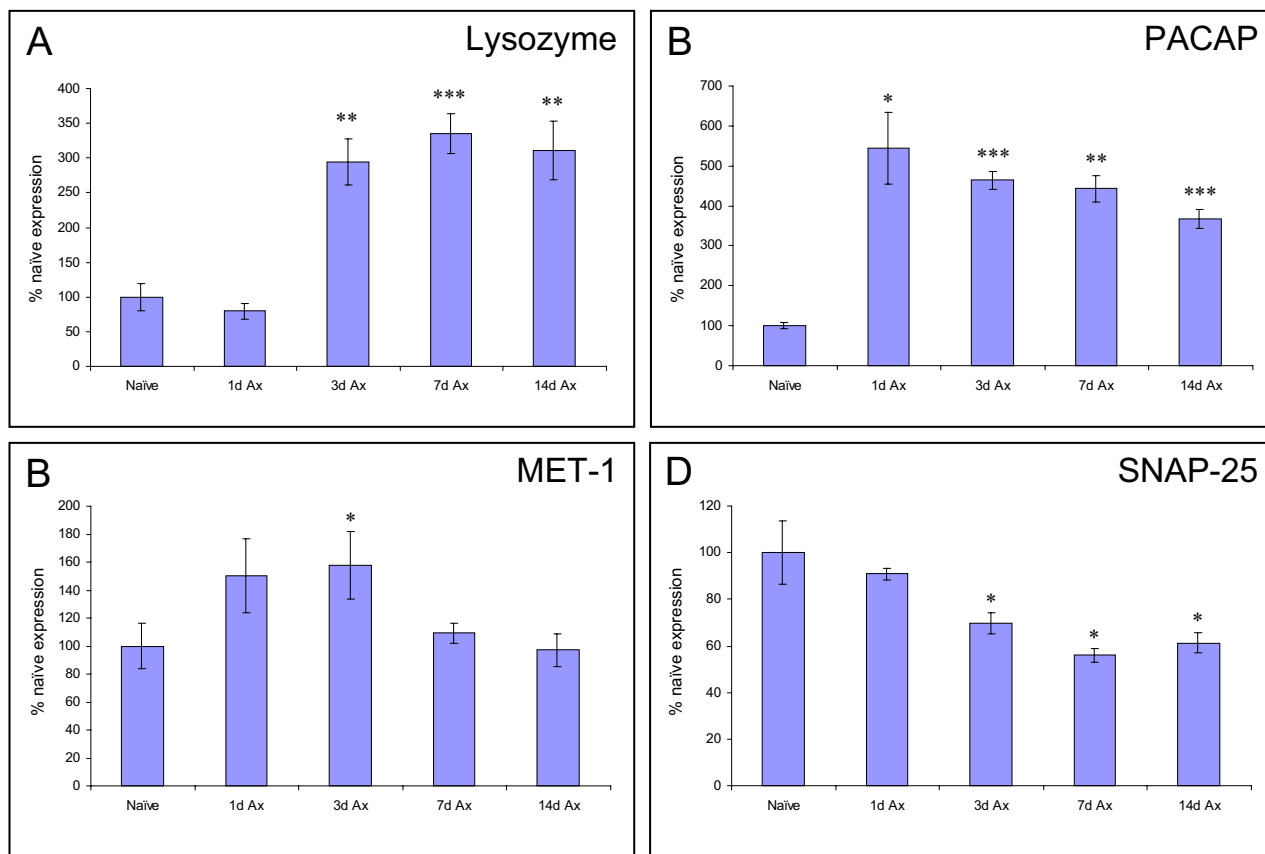 A
Lysozyme
% naïve expression
400
350
300
250
200
150
100
50
0
**
***
**
Naïve
1d Ax
3d Ax
7d Ax
14d Ax
B
PACAP
% naïve expression
700
600
500
400
300
200
100
0
*
***
**
***
Naïve
1d Ax
3d Ax
7d Ax
14d Ax
B
MET-1
% naïve expression
200
180
160
140
120
100
80
60
40
20
0
*
Naïve
1d Ax
3d Ax
7d Ax
14d Ax
D
SNAP-25
% naïve expression
120
100
80
60
40
20
0
*
*
*
Naïve
1d Ax
3d Ax
7d Ax
14d Ax